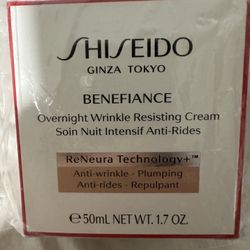 SHISEIDO
GINZA TOKYO
BENEFIANCE
Overnight Wrinkle Resisting Cream
Soin Nuit Intensif Anti-Rides
ReNeura Technology+™
Anti-wrinkle - Plumping
Anti-rides - Repulpant
℮50mL NET WT. 1.7 OZ.